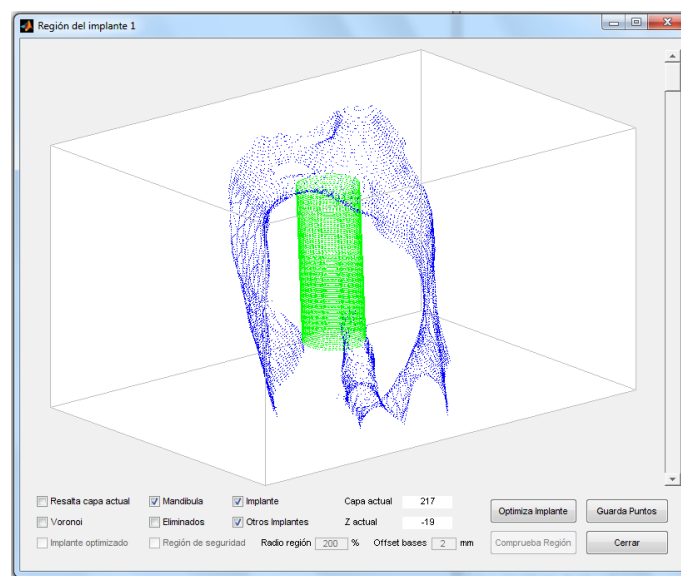 Región del implante 1
Resalta capa actual Mandibula Implante Capa actual 217 Optimiza Implante Guarda Puntos
Voronoi Eliminados Otros Implantes Z actual -19
Implante optimizado Región de seguridad Radio región 200 % Offset bases 2 mm Comprueba Región Cerrar